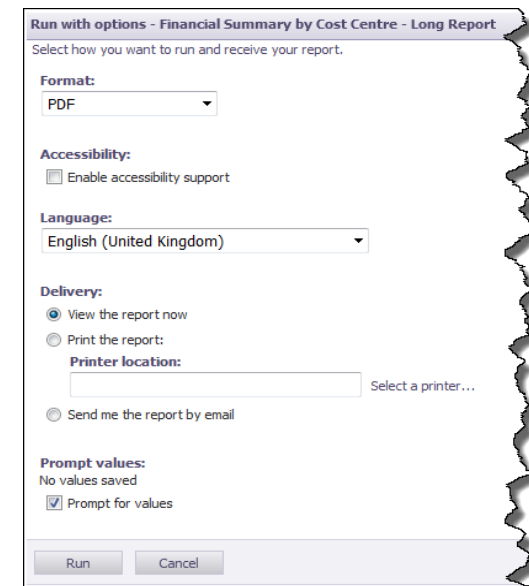 Run with options - Financial Summary by Cost Centre - Long Report
Select how you want to run and receive your report.
Format:
PDF
Accessibility:
Enable accessibility support
Language:
English (United Kingdom)
Delivery:
View the report now
Print the report:
Printer location:
Select a printer...
Send me the report by email
Prompt values:
No values saved
Prompt for values
Run Cancel